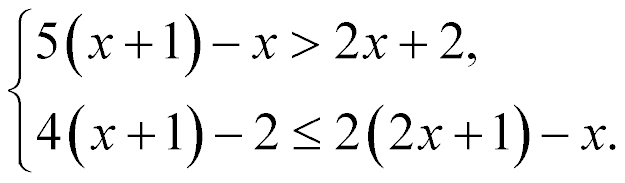 5(x + 1) − x > 2x + 2,
4(x + 1) − 2 ≤ 2(2x + 1) − x.